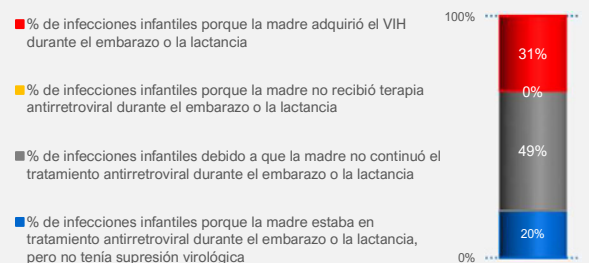 % de infecciones infantiles porque la madre adquirió el VIH
durante el embarazo o la lactancia
% de infecciones infantiles porque la madre no recibió terapia
antirretroviral durante el embarazo o la lactancia
% de infecciones infantiles debido a que la madre no continuó el
tratamiento antirretroviral durante el embarazo o la lactancia
% de infecciones infantiles porque la madre estaba en
tratamiento antirretroviral durante el embarazo o la lactancia,
pero no tenía supresión virológica
100%
31%
0%
49%
20%
0%